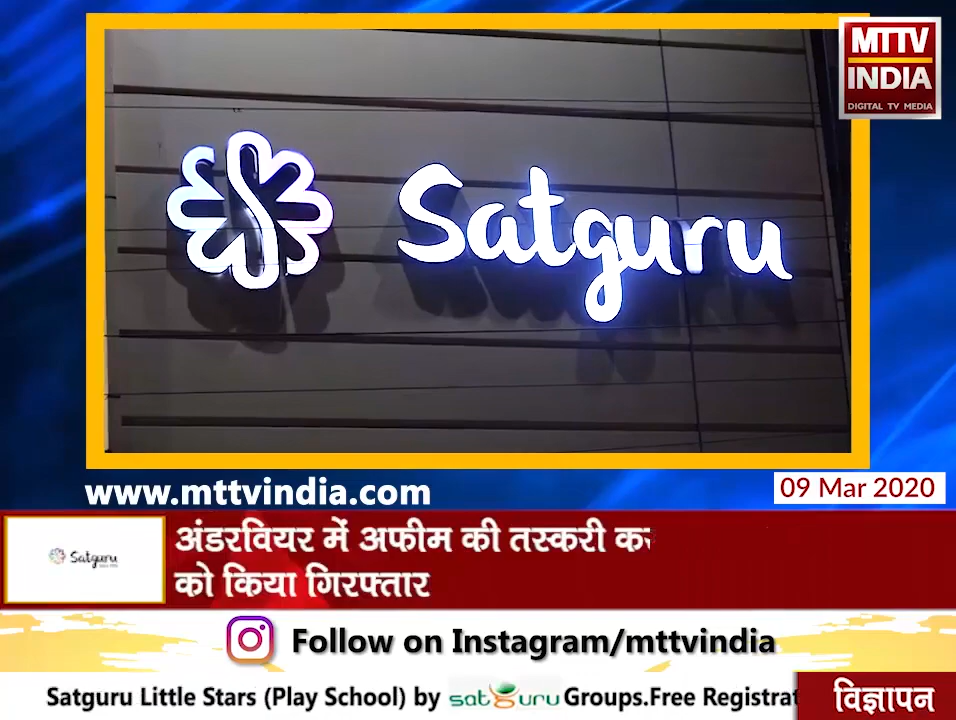 MTTV
INDIA
DIGITAL TV MEDIA
Satguru
www.mttvindia.com
09 Mar 2020
Satguru
अंडरवियर में अफीम की तस्करी
को किया गिरफ्तार
Follow on Instagram/mttvindia
Satguru Little Stars (Play School) by satguru Groups.Free Registrat
विज्ञापन